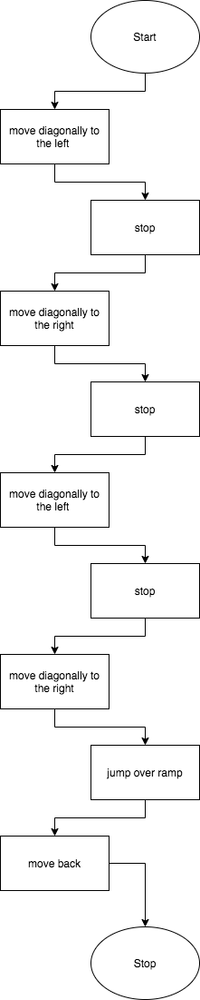 Start
move diagonally to
the left
stop
move diagonally to
the right
stop
move diagonally to
the left
stop
move diagonally to
the right
jump over ramp
move back
Stop